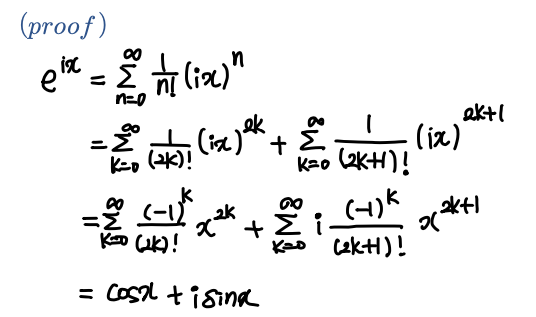 (proof)
e^{ix} = \sum_{n=0}^{\infty} \frac{1}{n!} (ix)^n
= \sum_{k=0}^{\infty} \frac{1}{(2k)!} (ix)^{2k} + \sum_{k=0}^{\infty} \frac{1}{(2k+1)!} (ix)^{2k+1}
= \sum_{k=0}^{\infty} \frac{(-1)^k}{(2k)!} x^{2k} + \sum_{k=0}^{\infty} i \frac{(-1)^k}{(2k+1)!} x^{2k+1}
= cosx + i sinx